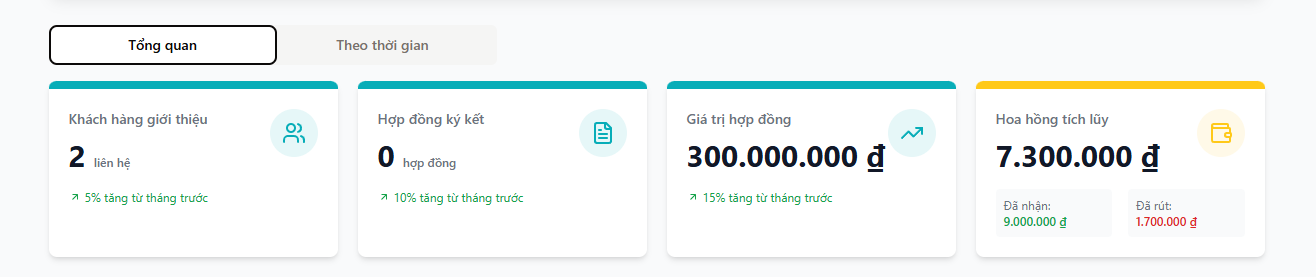 Tổng quan
Theo thời gian
Khách hàng giới thiệu
2 liên hệ
5% tăng từ tháng trước
Hợp đồng ký kết
0 hợp đồng
10% tăng từ tháng trước
Giá trị hợp đồng
300.000.000 ₫
15% tăng từ tháng trước
Hoa hồng tích lũy
7.300.000 ₫
Đã nhận:
9.000.000 ₫
Đã rút:
1.700.000 ₫